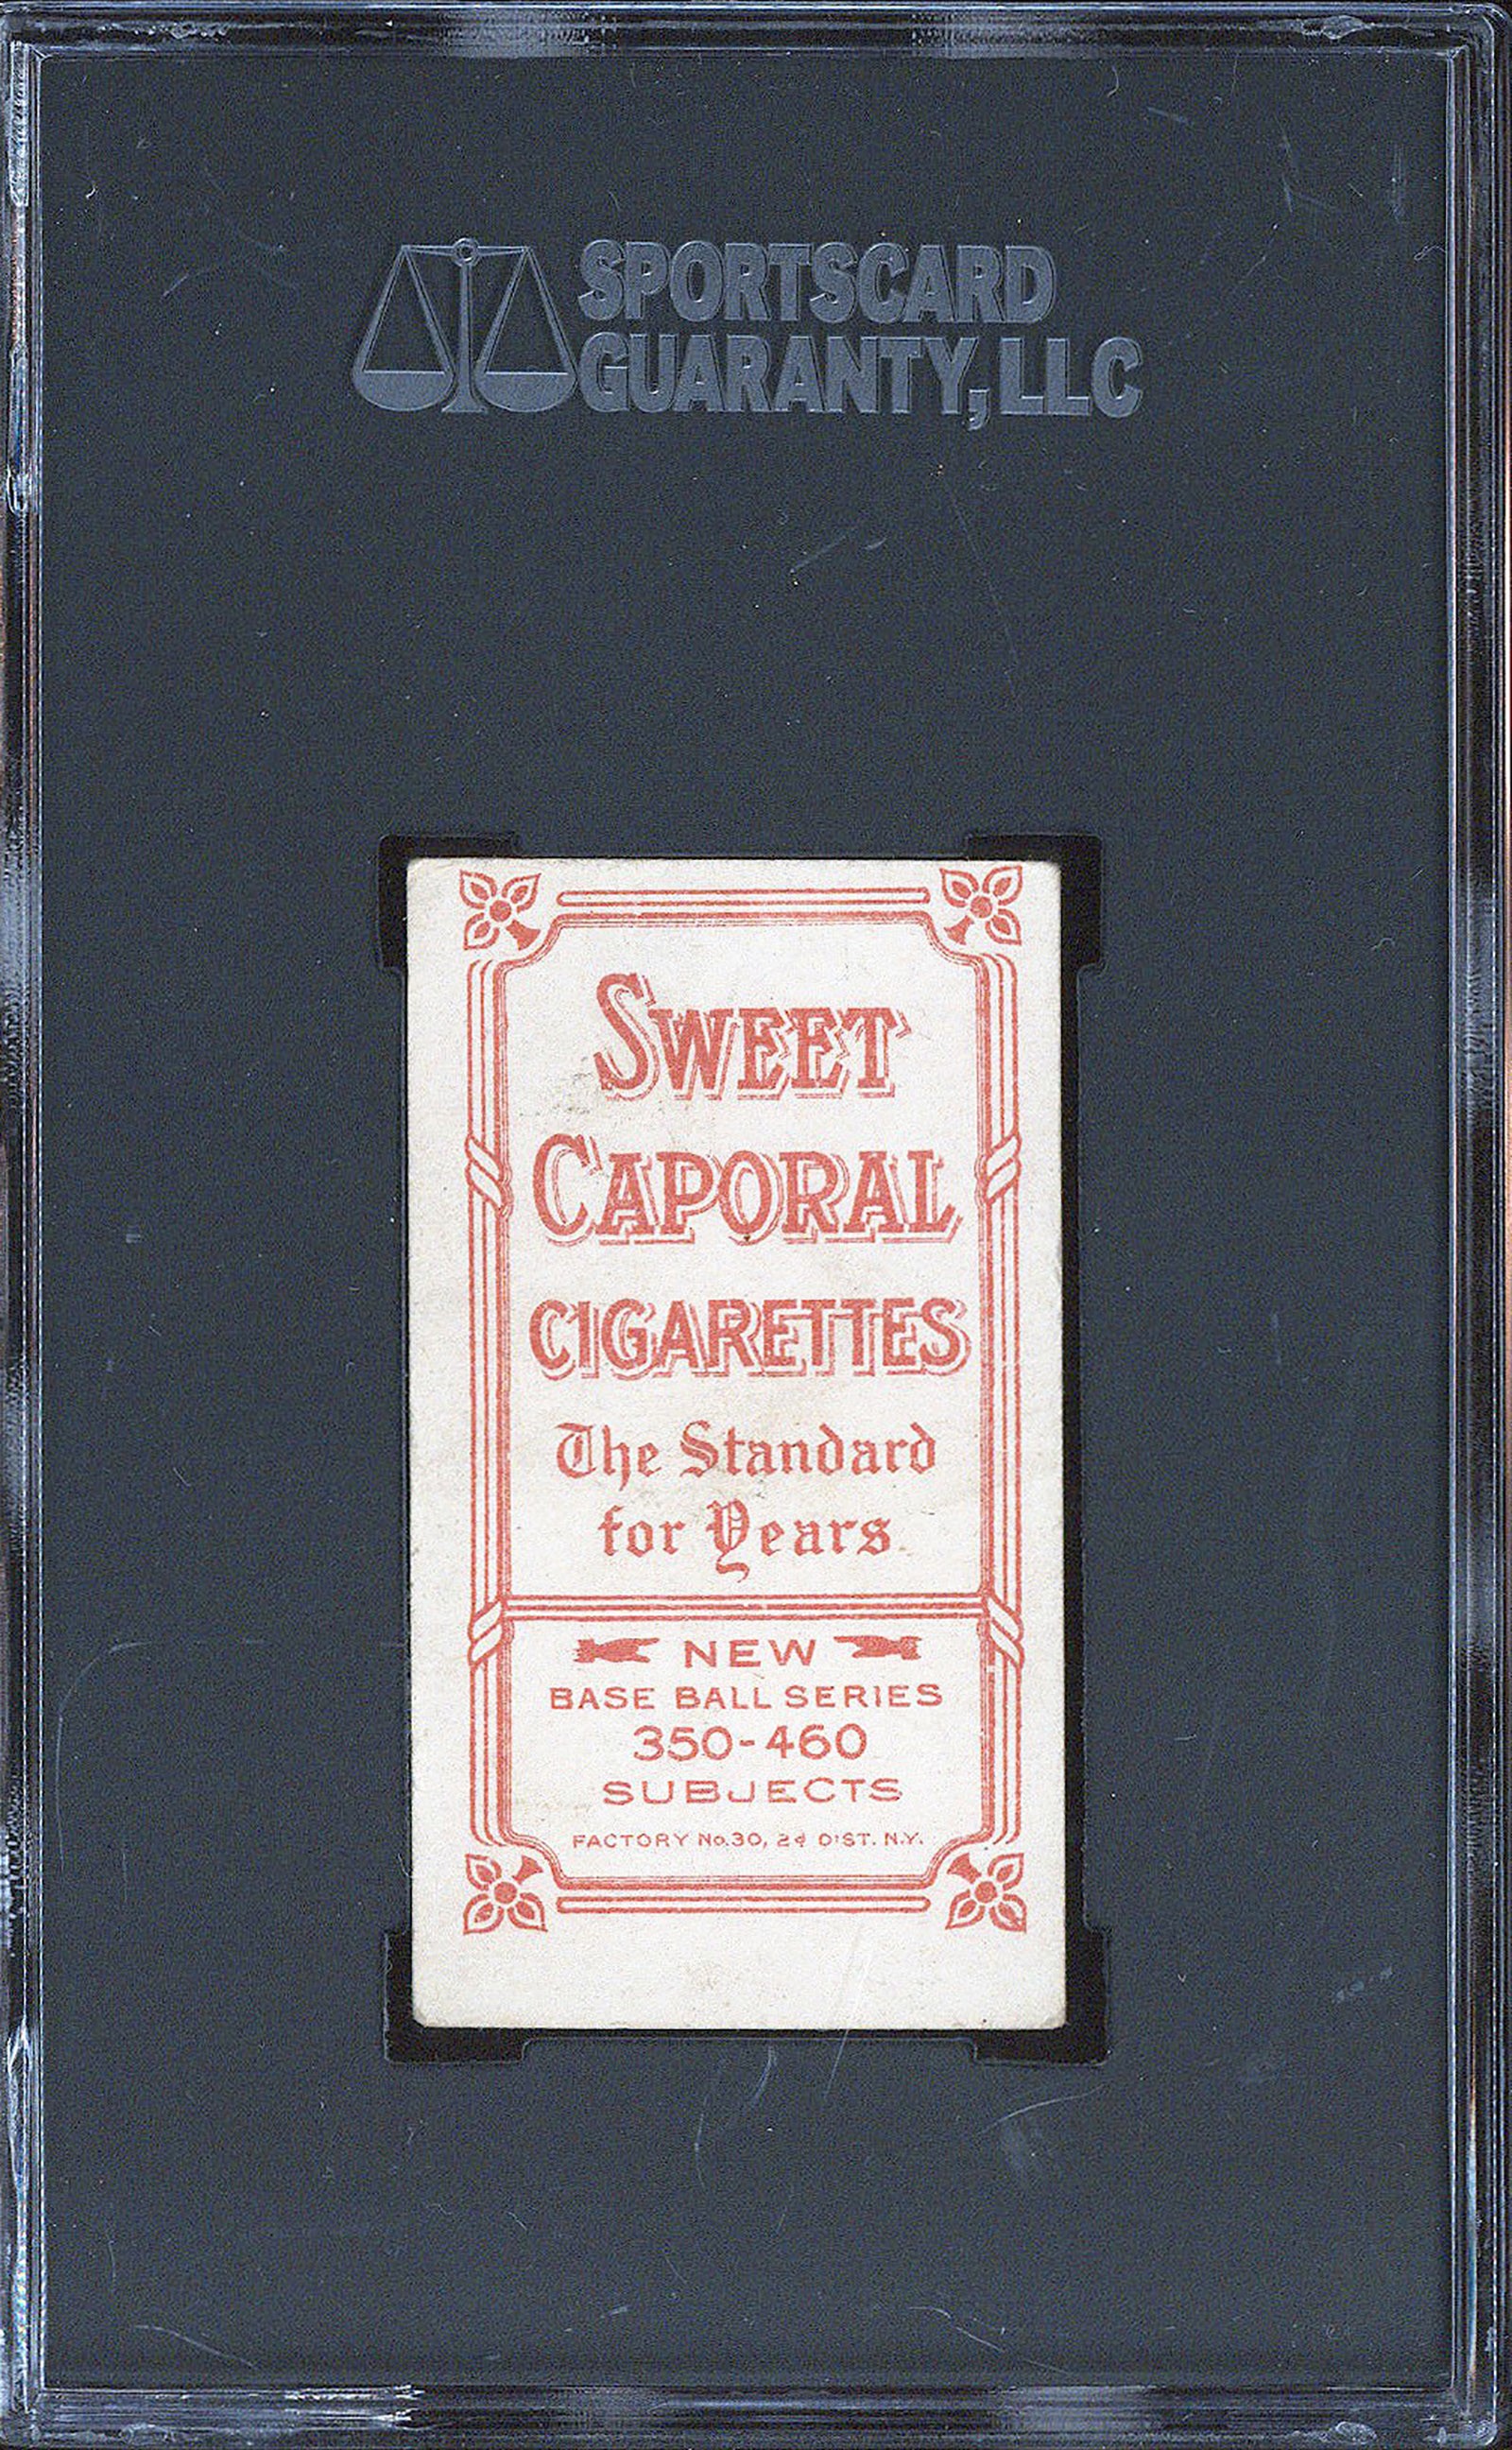 SPORTSCARD
GUARANTY, LLC
SWEET
CAPORAL
CIGARETTES
The Standard
for Years
NEW
BASE BALL SERIES
350-460
SUBJECTS
FACTORY No.30, 2d DIST. N.Y.